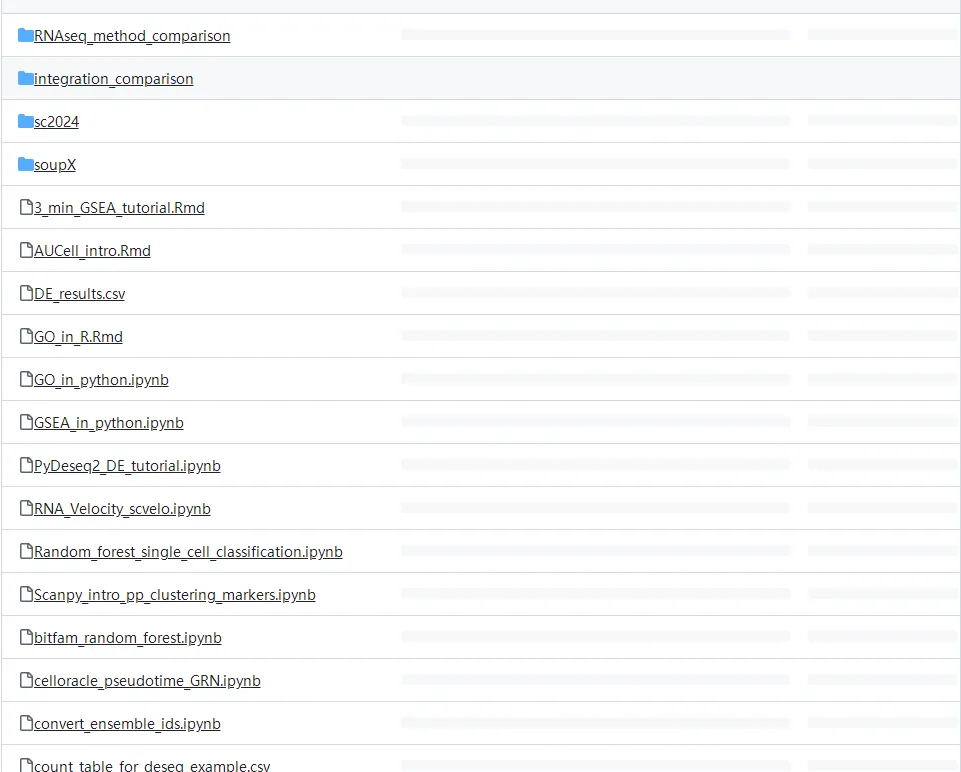 RNAseq_method_comparison
integration_comparison
sc2024
soupX
3_min_GSEA_tutorial.Rmd
AUCell_intro.Rmd
DE_results.csv
GO_in_R.Rmd
GO_in_python.ipynb
GSEA_in_python.ipynb
PyDeseq2_DE_tutorial.ipynb
RNA_Velocity_scvelo.ipynb
Random_forest_single_cell_classification.ipynb
Scanpy_intro_pp_clustering_markers.ipynb
bitfam_random_forest.ipynb
celloracle_pseudotime_GRN.ipynb
convert_ensemble_ids.ipynb
count_table_for_deseq_example.csv